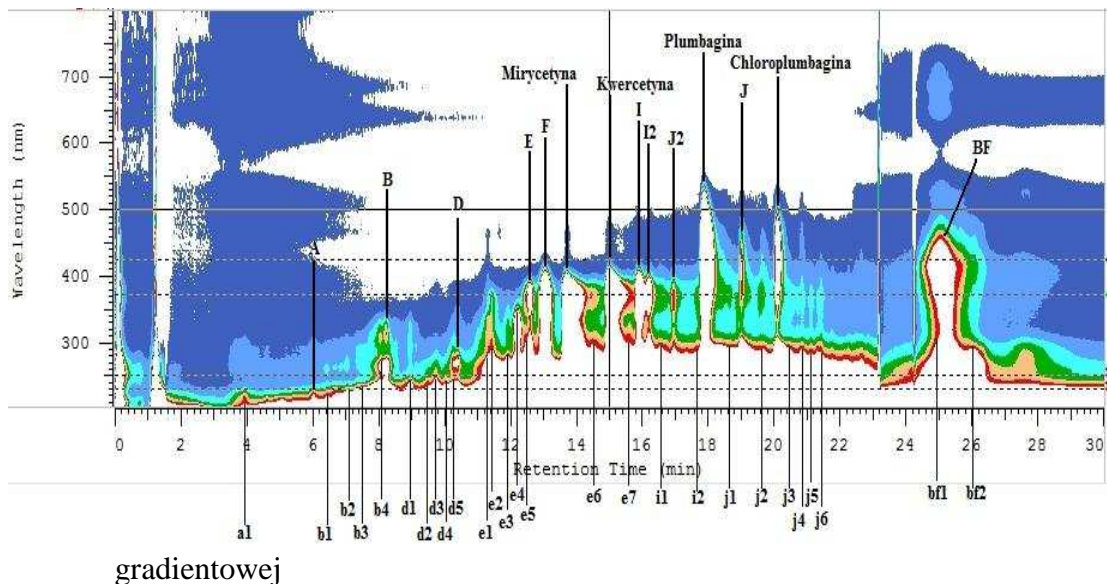 Plumbagina
Mirycetyna Chloroplumbagina
Kwercetyna J
I
F I2 J2
E BF
B
D
A
700
600
500
400
300
Wavelength (nm)
0 2 4 6 8 10 12 14 16 18 20 22 24 26 28 30
Retention Time (min)
a1 b1 b2 b3 b4 d1 d2 d3 d4 d5 e1 e2 e3 e4 e5 e6 e7 i1 i2 j1 j2 j3 j4 j5 j6 bf1 bf2
gradientowej